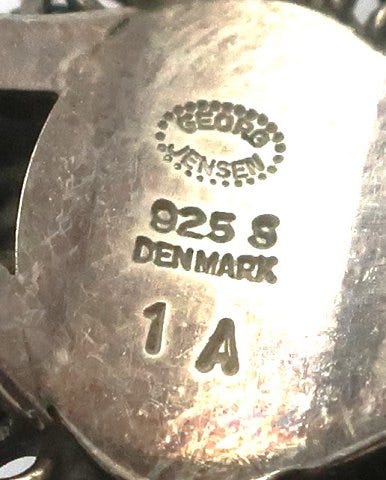 GEORG
JENSEN
925 S
DENMARK
1 A